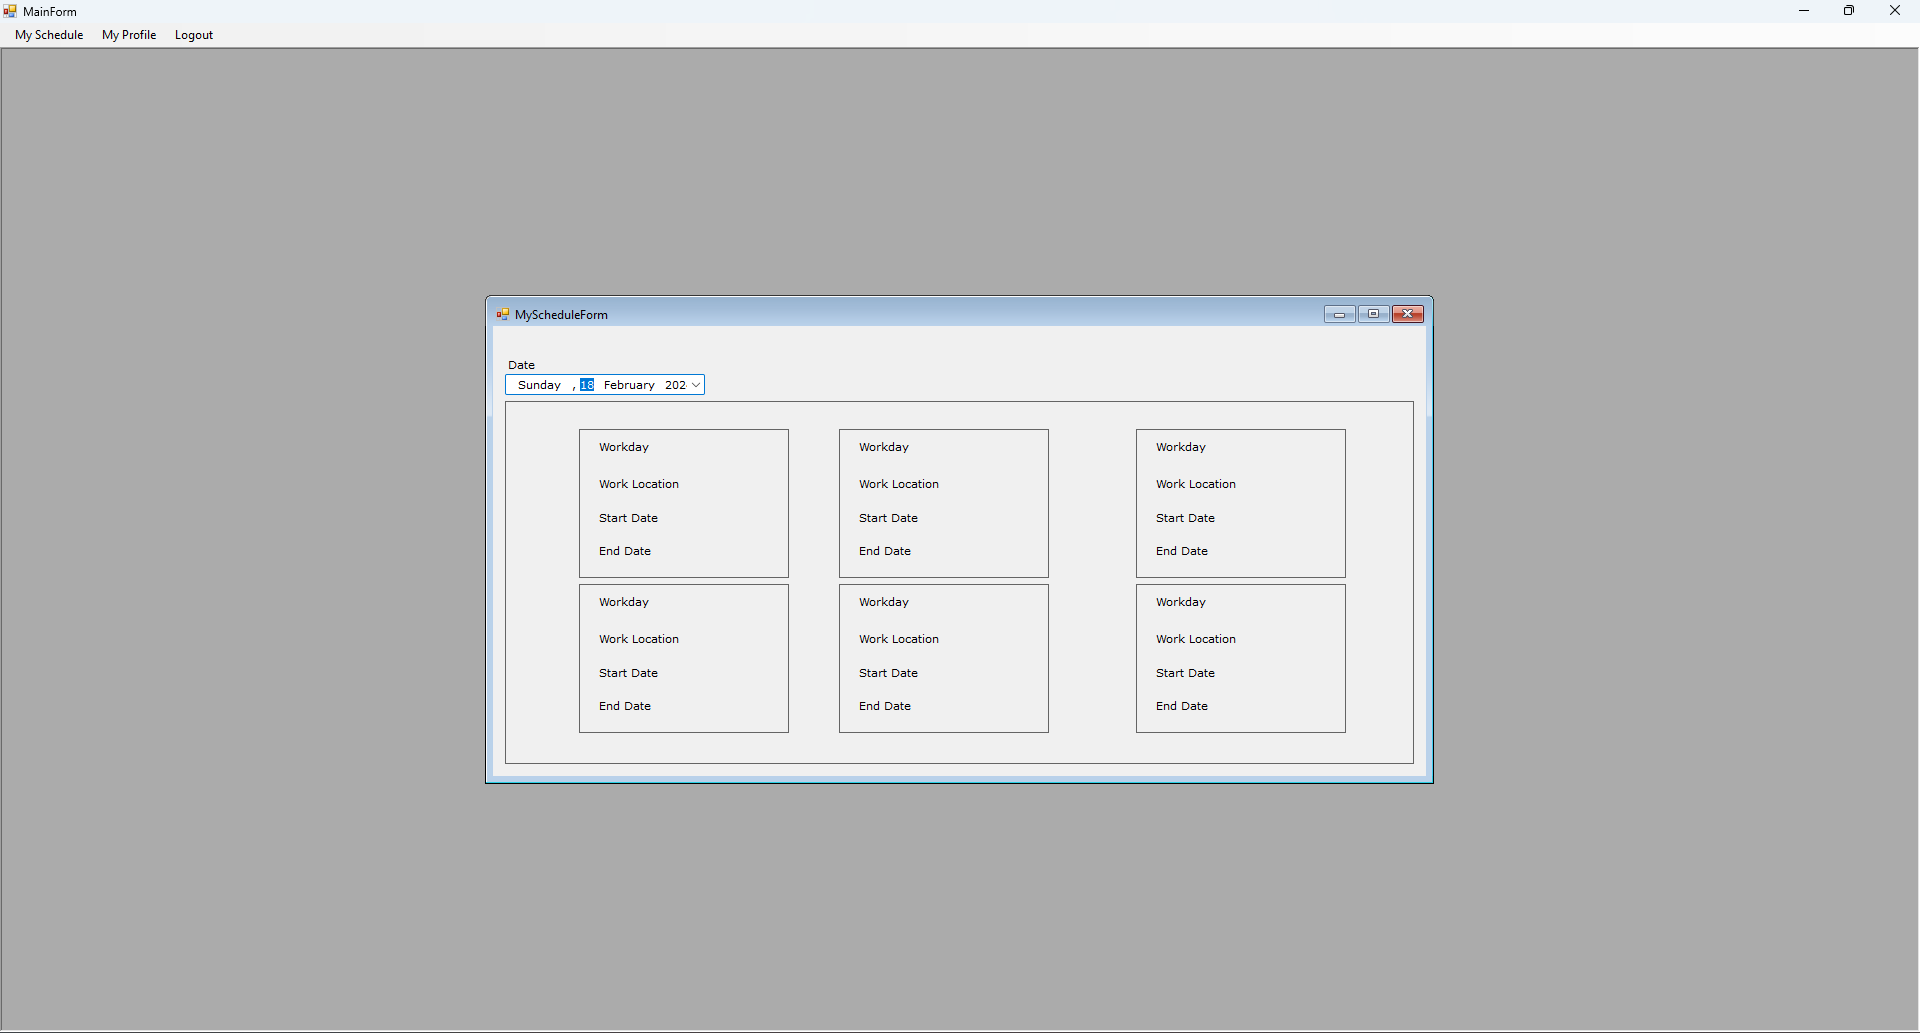 MainForm
My Schedule My Profile Logout
MyScheduleForm
Date
Sunday , 18 February 202
Workday Workday Workday
Work Location Work Location Work Location
Start Date Start Date Start Date
End Date End Date End Date
Workday Workday Workday
Work Location Work Location Work Location
Start Date Start Date Start Date
End Date End Date End Date